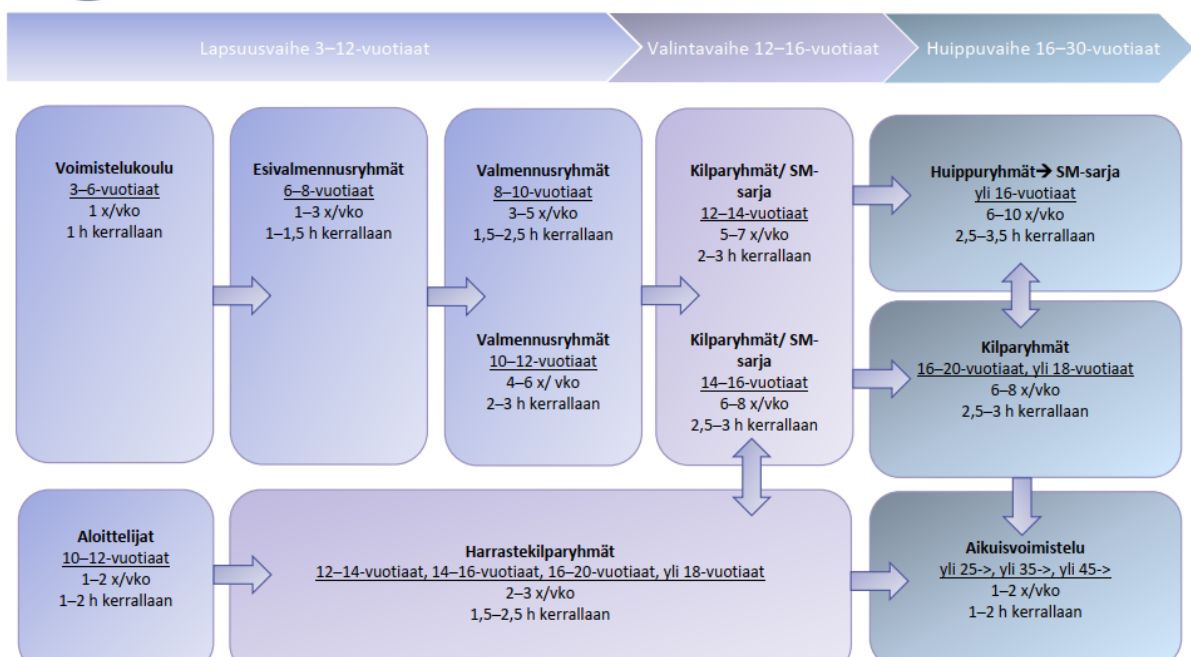 Lapsuusvaihe 3–12-vuotiaat
Valintavaihe 12–16-vuotiaat
Huippuvaihe 16–30-vuotiaat
Voimistelukoulu
3–6-vuotiaat
1 x/vko
1 h kerrallaan
Esivalmennusryhmät
6–8-vuotiaat
1–3 x/vko
1–1,5 h kerrallaan
Valmennusryhmät
8–10-vuotiaat
3–5 x/vko
1,5–2,5 h kerrallaan
Valmennusryhmät
10–12-vuotiaat
4–6 x/ vko
2–3 h kerrallaan
Kilparyhmät/ SM-
sarja
12–14-vuotiaat
5–7 x/vko
2–3 h kerrallaan
Kilparyhmät/ SM-
sarja
14–16-vuotiaat
6–8 x/vko
2,5–3 h kerrallaan
Huippuryhmät→ SM-sarja
yli 16-vuotiaat
6–10 x/vko
2,5–3,5 h kerrallaan
Kilparyhmät
16–20-vuotiaat, yli 18-vuotiaat
6–8 x/vko
2,5–3 h kerrallaan
Aloittelijat
10–12-vuotiaat
1–2 x/vko
1–2 h kerrallaan
Harrastekilparyhmät
12–14-vuotiaat, 14–16-vuotiaat, 16–20-vuotiaat, yli 18-vuotiaat
2–3 x/vko
1,5–2,5 h kerrallaan
Aikuisvoimistelu
yli 25->, yli 35->, yli 45->
1–2 x/vko
1–2 h kerrallaan